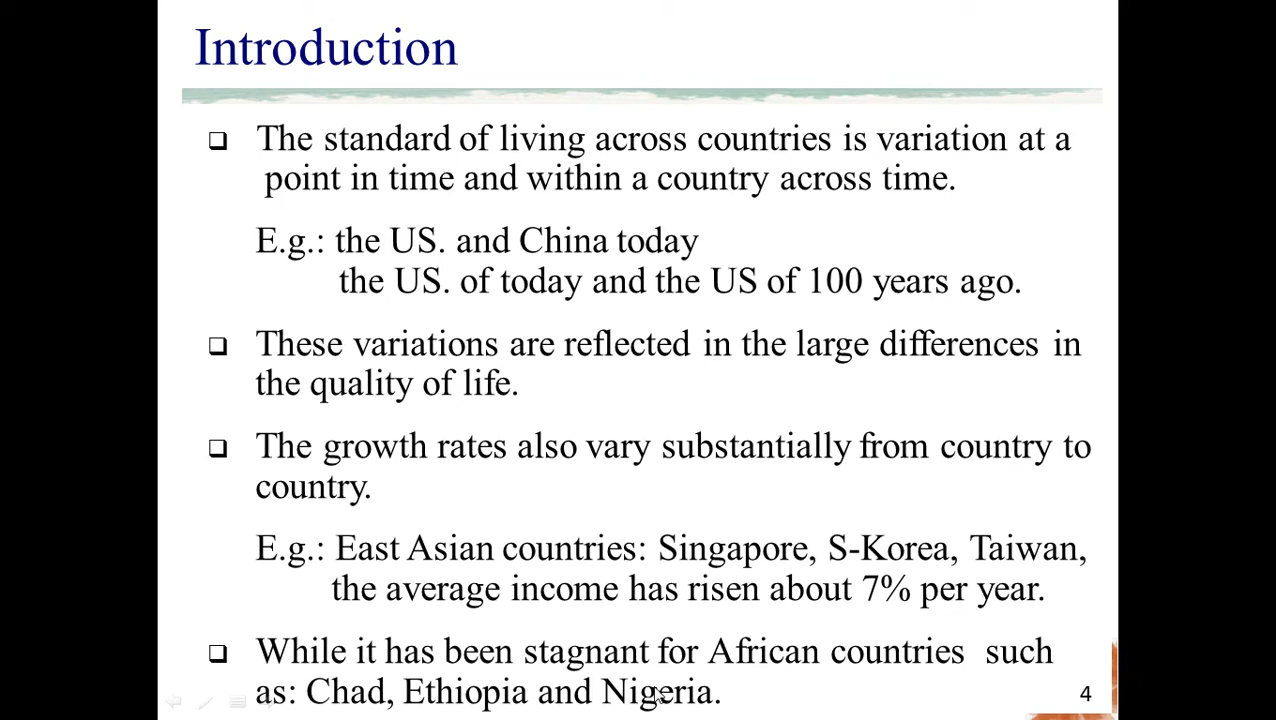 Introduction
The standard of living across countries is variation at a
point in time and within a country across time.
E.g.: the US. and China today
the US. of today and the US of 100 years ago.
These variations are reflected in the large differences in
the quality of life.
The growth rates also vary substantially from country to
country.
E.g.: East Asian countries: Singapore, S-Korea, Taiwan,
the average income has risen about 7% per year.
While it has been stagnant for African countries such
as: Chad, Ethiopia and Nigeria.
4